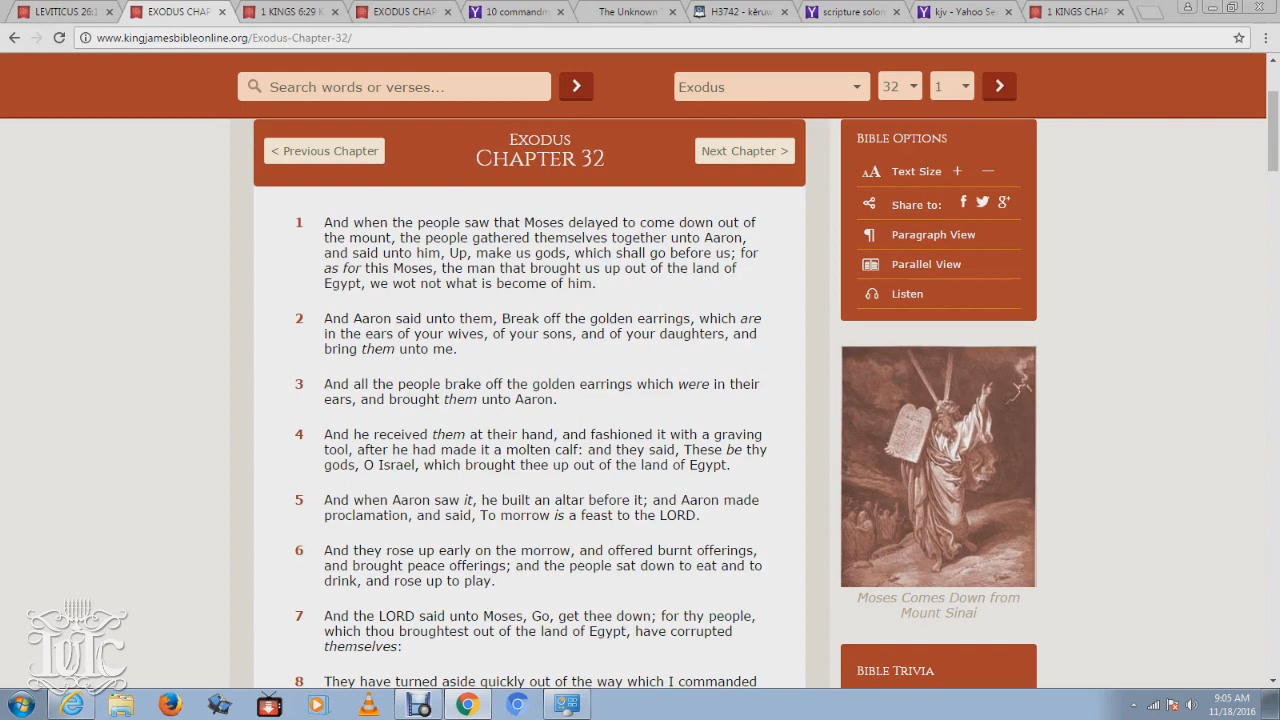 LEVITICUS 26:1
EXODUS CHAP
1 KINGS 6:29 K
EXODUS CHAP
10 commandm
The Unknown
H3742 - kĕruw
scripture solom
kjv - Yahoo Se
1 KINGS CHAP
www.kingjamesbibleonline.org/Exodus-Chapter-32/
Search words or verses...
Exodus
32
1
< Previous Chapter
EXODUS
CHAPTER 32
Next Chapter >
1 And when the people saw that Moses delayed to come down out of
the mount, the people gathered themselves together unto Aaron,
and said unto him, Up, make us gods, which shall go before us; for
as for this Moses, the man that brought us up out of the land of
Egypt, we wot not what is become of him.
2 And Aaron said unto them, Break off the golden earrings, which are
in the ears of your wives, of your sons, and of your daughters, and
bring them unto me.
3 And all the people brake off the golden earrings which were in their
ears, and brought them unto Aaron.
4 And he received them at their hand, and fashioned it with a graving
tool, after he had made it a molten calf: and they said, These be thy
gods, O Israel, which brought thee up out of the land of Egypt.
5 And when Aaron saw it, he built an altar before it; and Aaron made
proclamation, and said, To morrow is a feast to the LORD.
6 And they rose up early on the morrow, and offered burnt offerings,
and brought peace offerings; and the people sat down to eat and to
drink, and rose up to play.
7 And the LORD said unto Moses, Go, get thee down; for thy people,
which thou broughtest out of the land of Egypt, have corrupted
themselves:
8 They have turned aside quickly out of the way which I commanded
BIBLE OPTIONS
AA Text Size + —
Share to: f g+
Paragraph View
Parallel View
Listen
Moses Comes Down from
Mount Sinai
BIBLE TRIVIA
IUIC
9:05 AM
11/18/2016